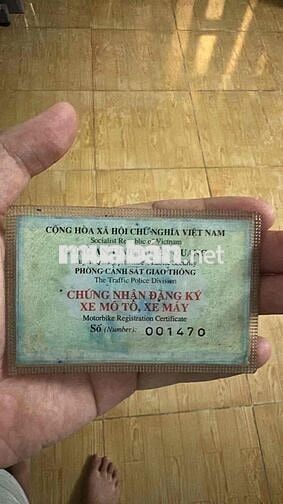 CỘNG HÒA XÃ HỘI CHỦ NGHĨA VIỆT NAM
Socialist Republic of Vietnam
muaban.net
PHÒNG CẢNH SÁT GIAO THÔNG
The Traffic Police Division
CHỨNG NHẬN ĐĂNG KÝ
XE MÔ TÔ, XE MÁY
Motorbike Registration Certificate
Số (Number): 001470